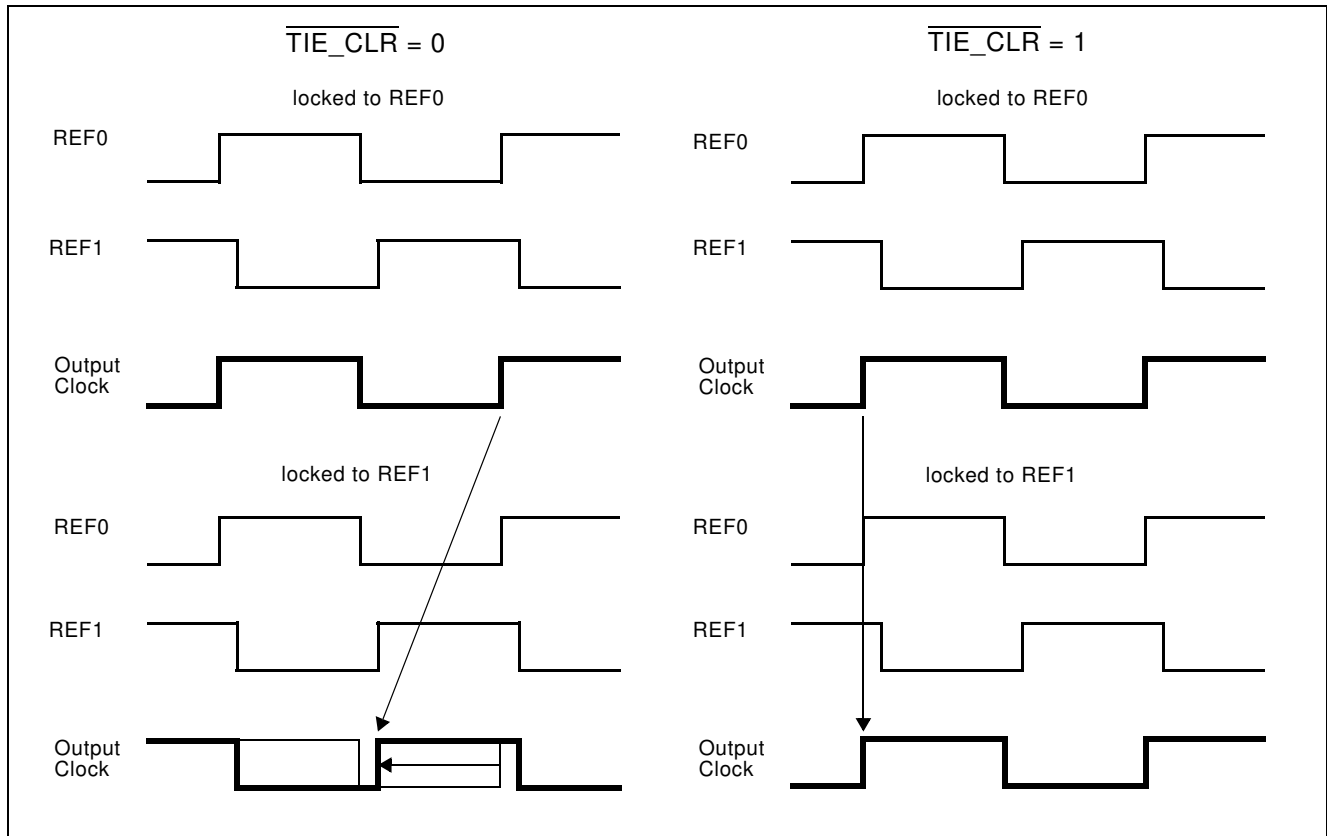 TIE_CLR = 0
locked to REF0
REF0
REF1
Output
Clock
locked to REF1
REF0
REF1
Output
Clock
TIE_CLR = 1
locked to REF0
REF0
REF1
Output
Clock
locked to REF1
REF0
REF1
Output
Clock